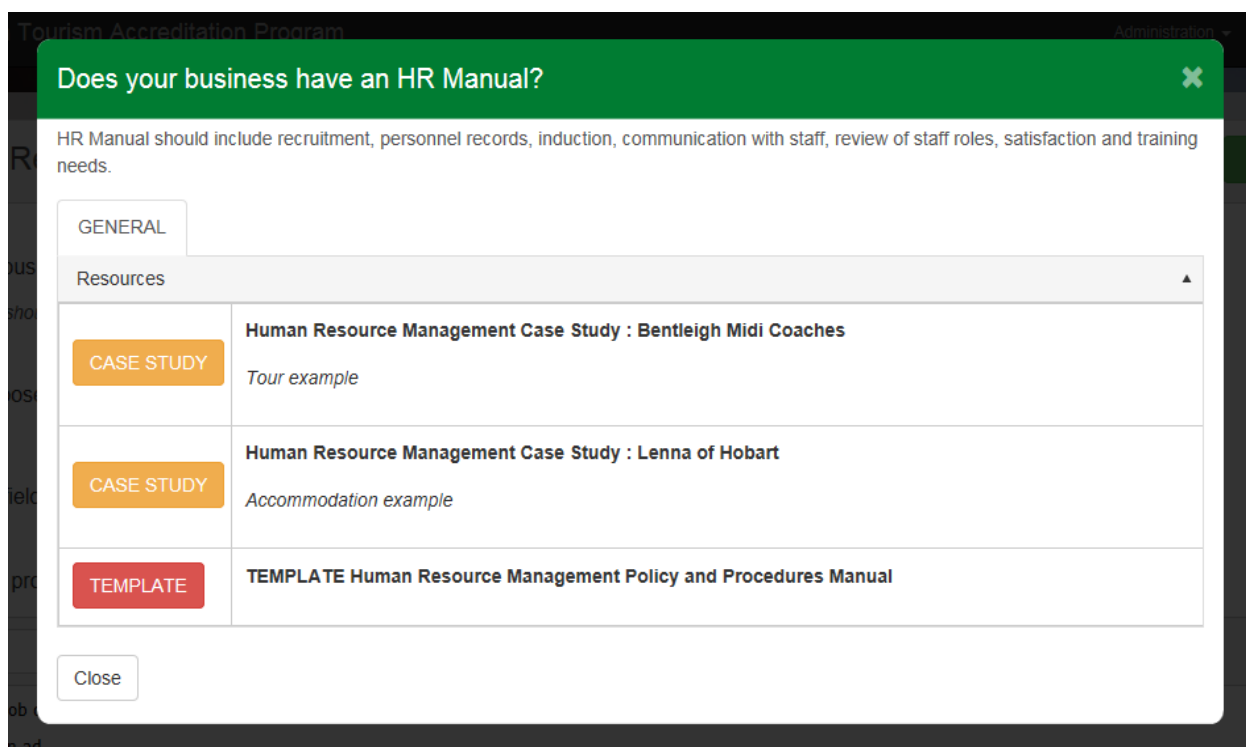 Tourism Accreditation Program
Administration
Does your business have an HR Manual?
HR Manual should include recruitment, personnel records, induction, communication with staff, review of staff roles, satisfaction and training
needs.
GENERAL
Resources
CASE STUDY
Human Resource Management Case Study : Bentleigh Midi Coaches
Tour example
CASE STUDY
Human Resource Management Case Study : Lenna of Hobart
Accommodation example
TEMPLATE
TEMPLATE Human Resource Management Policy and Procedures Manual
Close